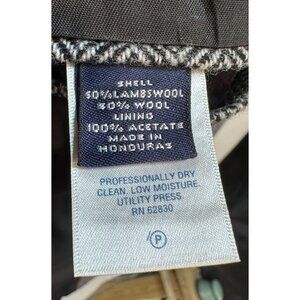 SHELL
50% LAMBSWOOL
50% WOOL
LINING
100% ACETATE
MADE IN
HONDURAS
PROFESSIONALLY DRY
CLEAN. LOW MOISTURE.
UTILITY PRESS
RN 62830
P